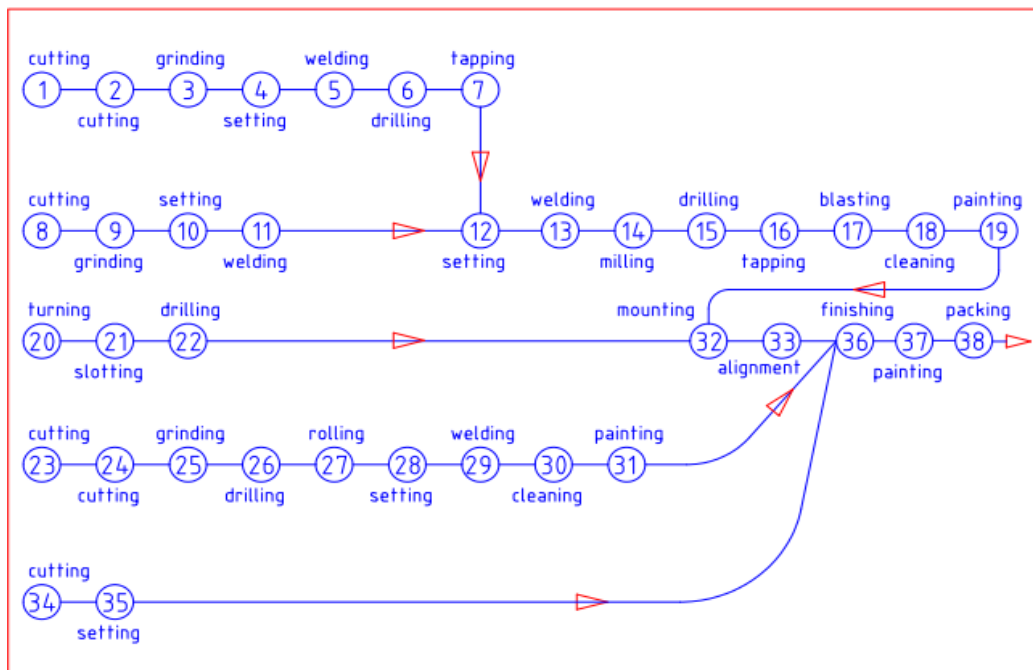 cutting grinding welding tapping
1 2 3 4 5 6 7
cutting setting drilling
cutting setting welding drilling blasting painting
8 9 10 11 12 13 14 15 16 17 18 19
grinding welding setting milling tapping cleaning
turning drilling mounting finishing packing
20 21 22 32 33 36 37 38
slotting alignment painting
cutting grinding rolling welding painting
23 24 25 26 27 28 29 30 31
cutting drilling setting cleaning
cutting
34 35
setting